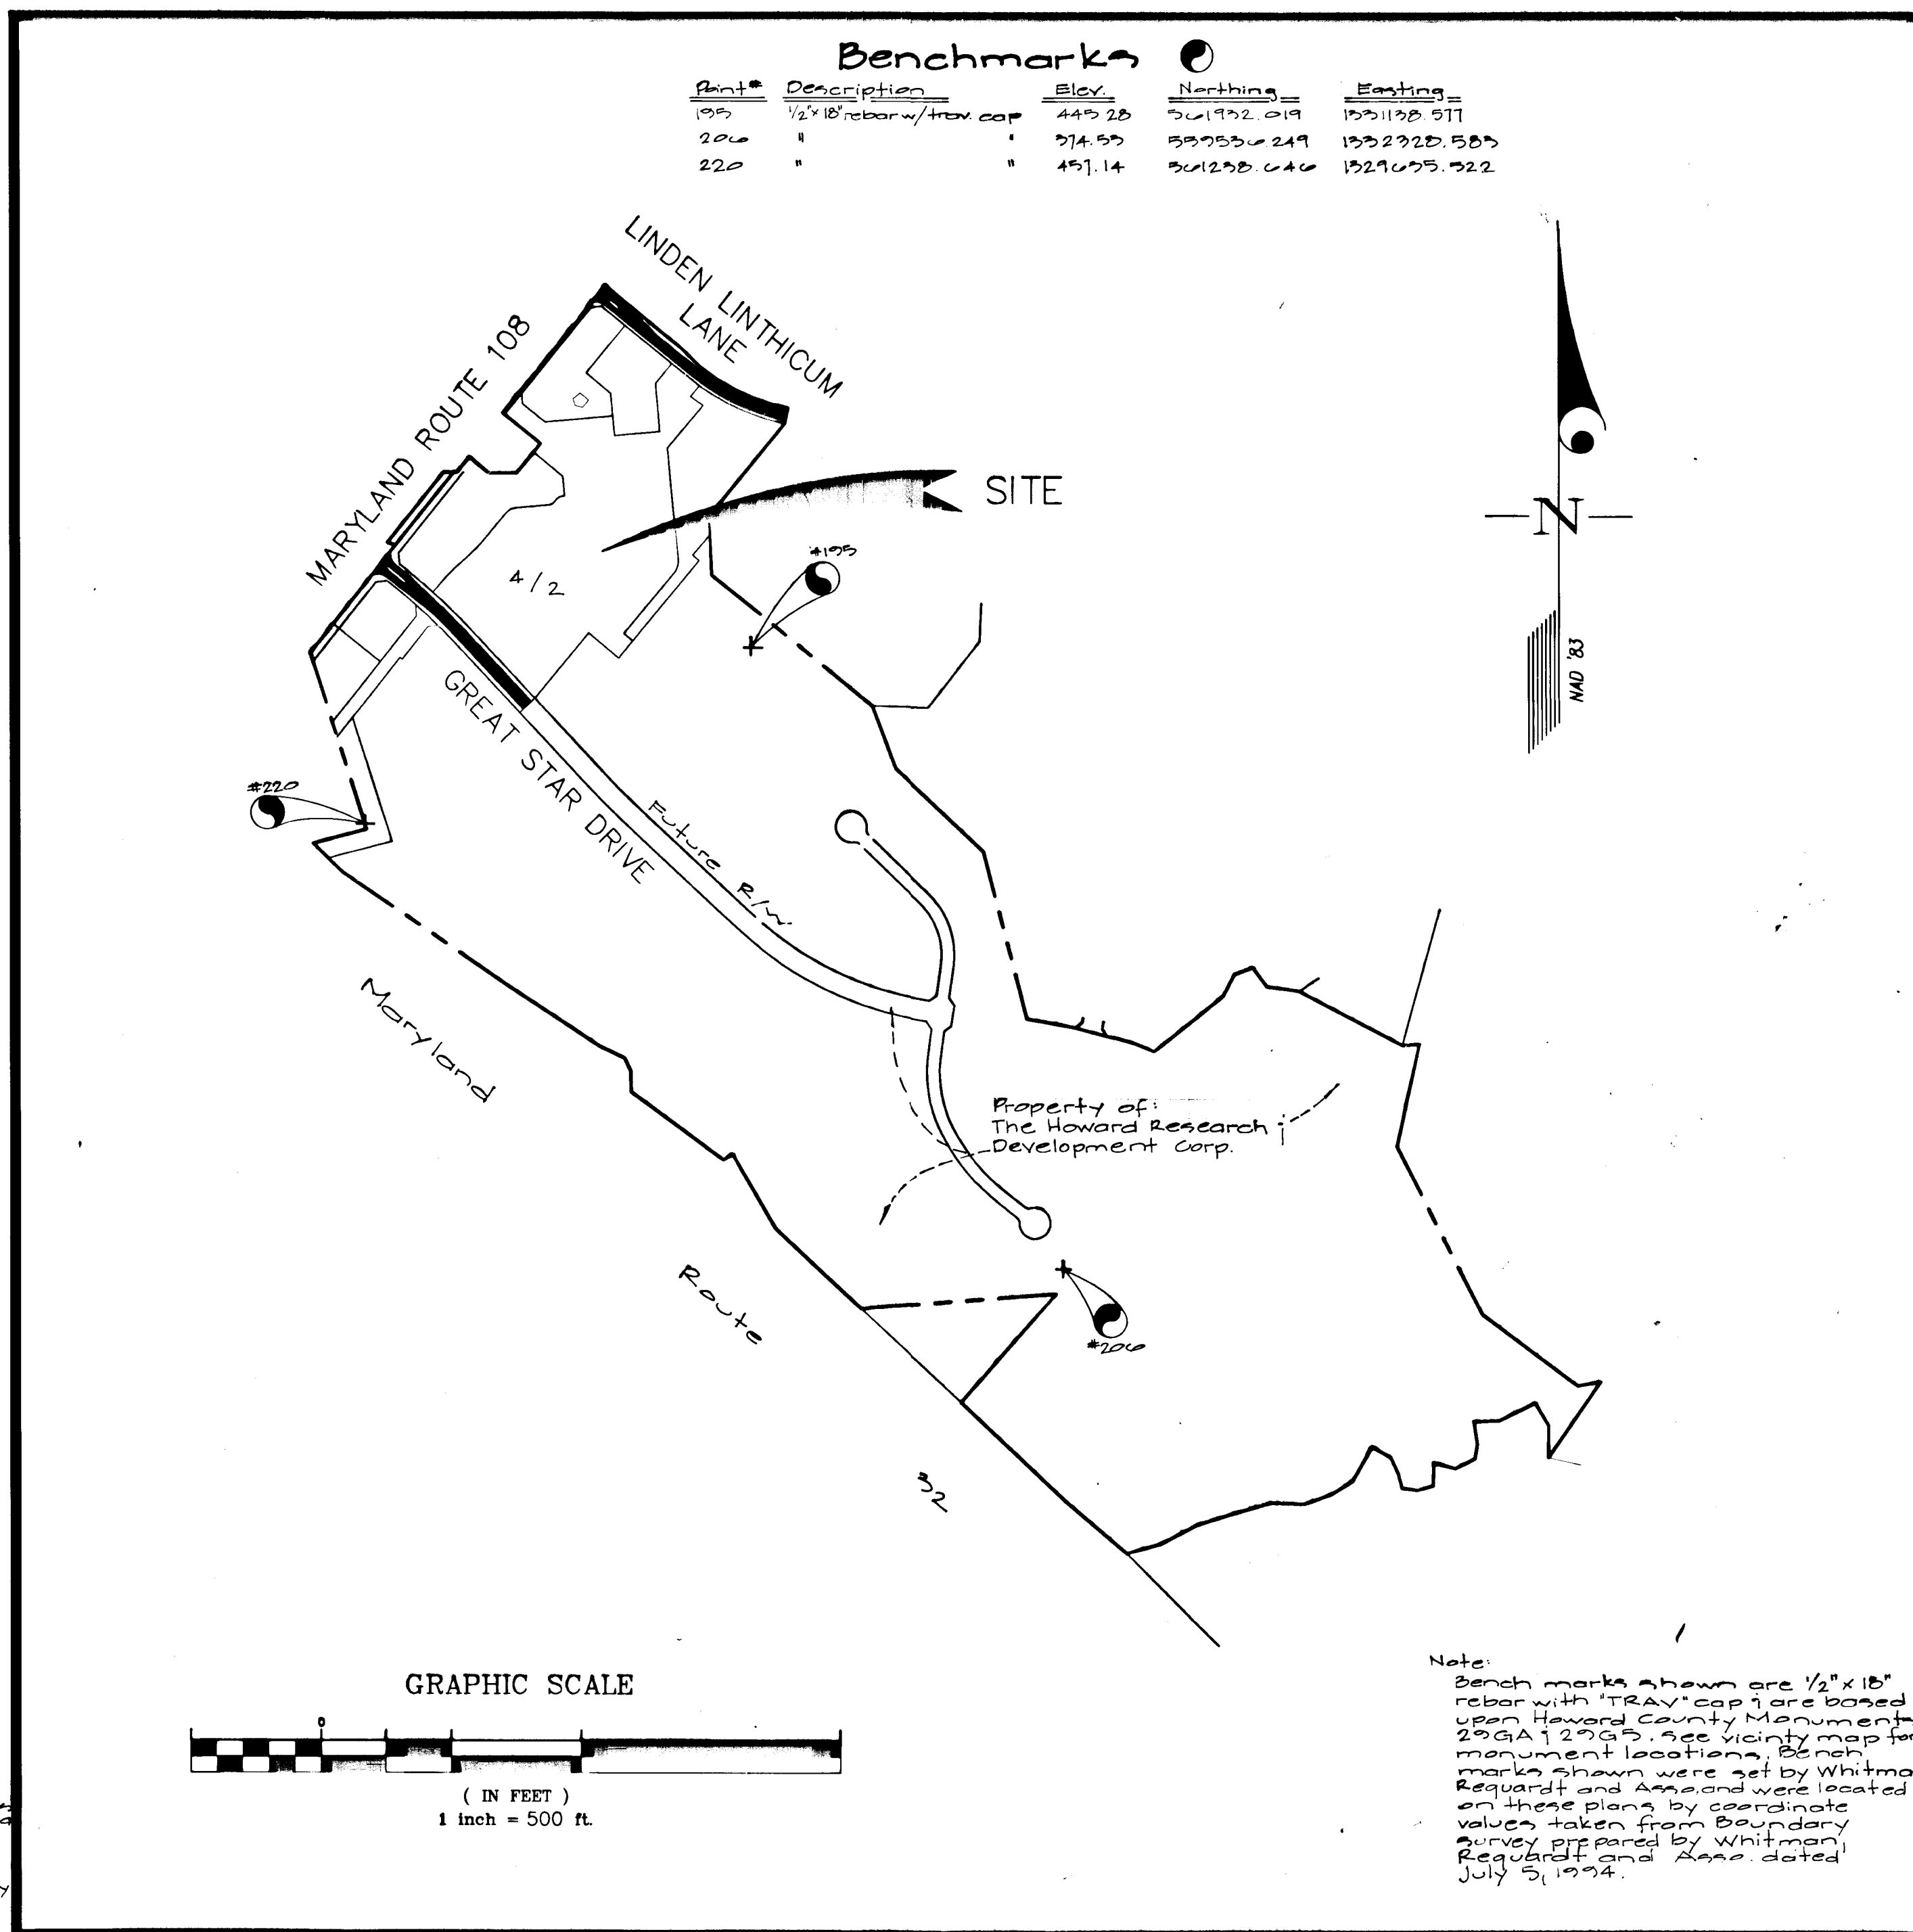 Benchmarks
Point# Description Elev. Northing Easting
195 1/2"x18" rebar w/trav. cap 445.28 561932.019 1331138.577
206 " " 374.53 559536.249 1332328.583
220 " " 457.14 561238.646 1329635.322
LINDEN LINTHICUM
LANE
MARYLAND ROUTE 108
SITE
#195
4/2
N
NAD '83
GREAT STAR DRIVE
#220
Future R/W
Maryland
Property of:
The Howard Research &
Development Corp.
Route
#206
32
GRAPHIC SCALE
0
( IN FEET )
1 inch = 500 ft.
Note:
Bench marks shown are 1/2" x 18"
rebar with "TRAV" cap & are based
upon Howard County Monuments
29GA & 29G5. See vicinty map for
monument locations. Bench
marks shown were set by Whitma
Requardt and Asso. and were located
on these plans by coordinate
values taken from Boundary
survey prepared by Whitman,
Requardt and Asso. dated
July 5, 1994.